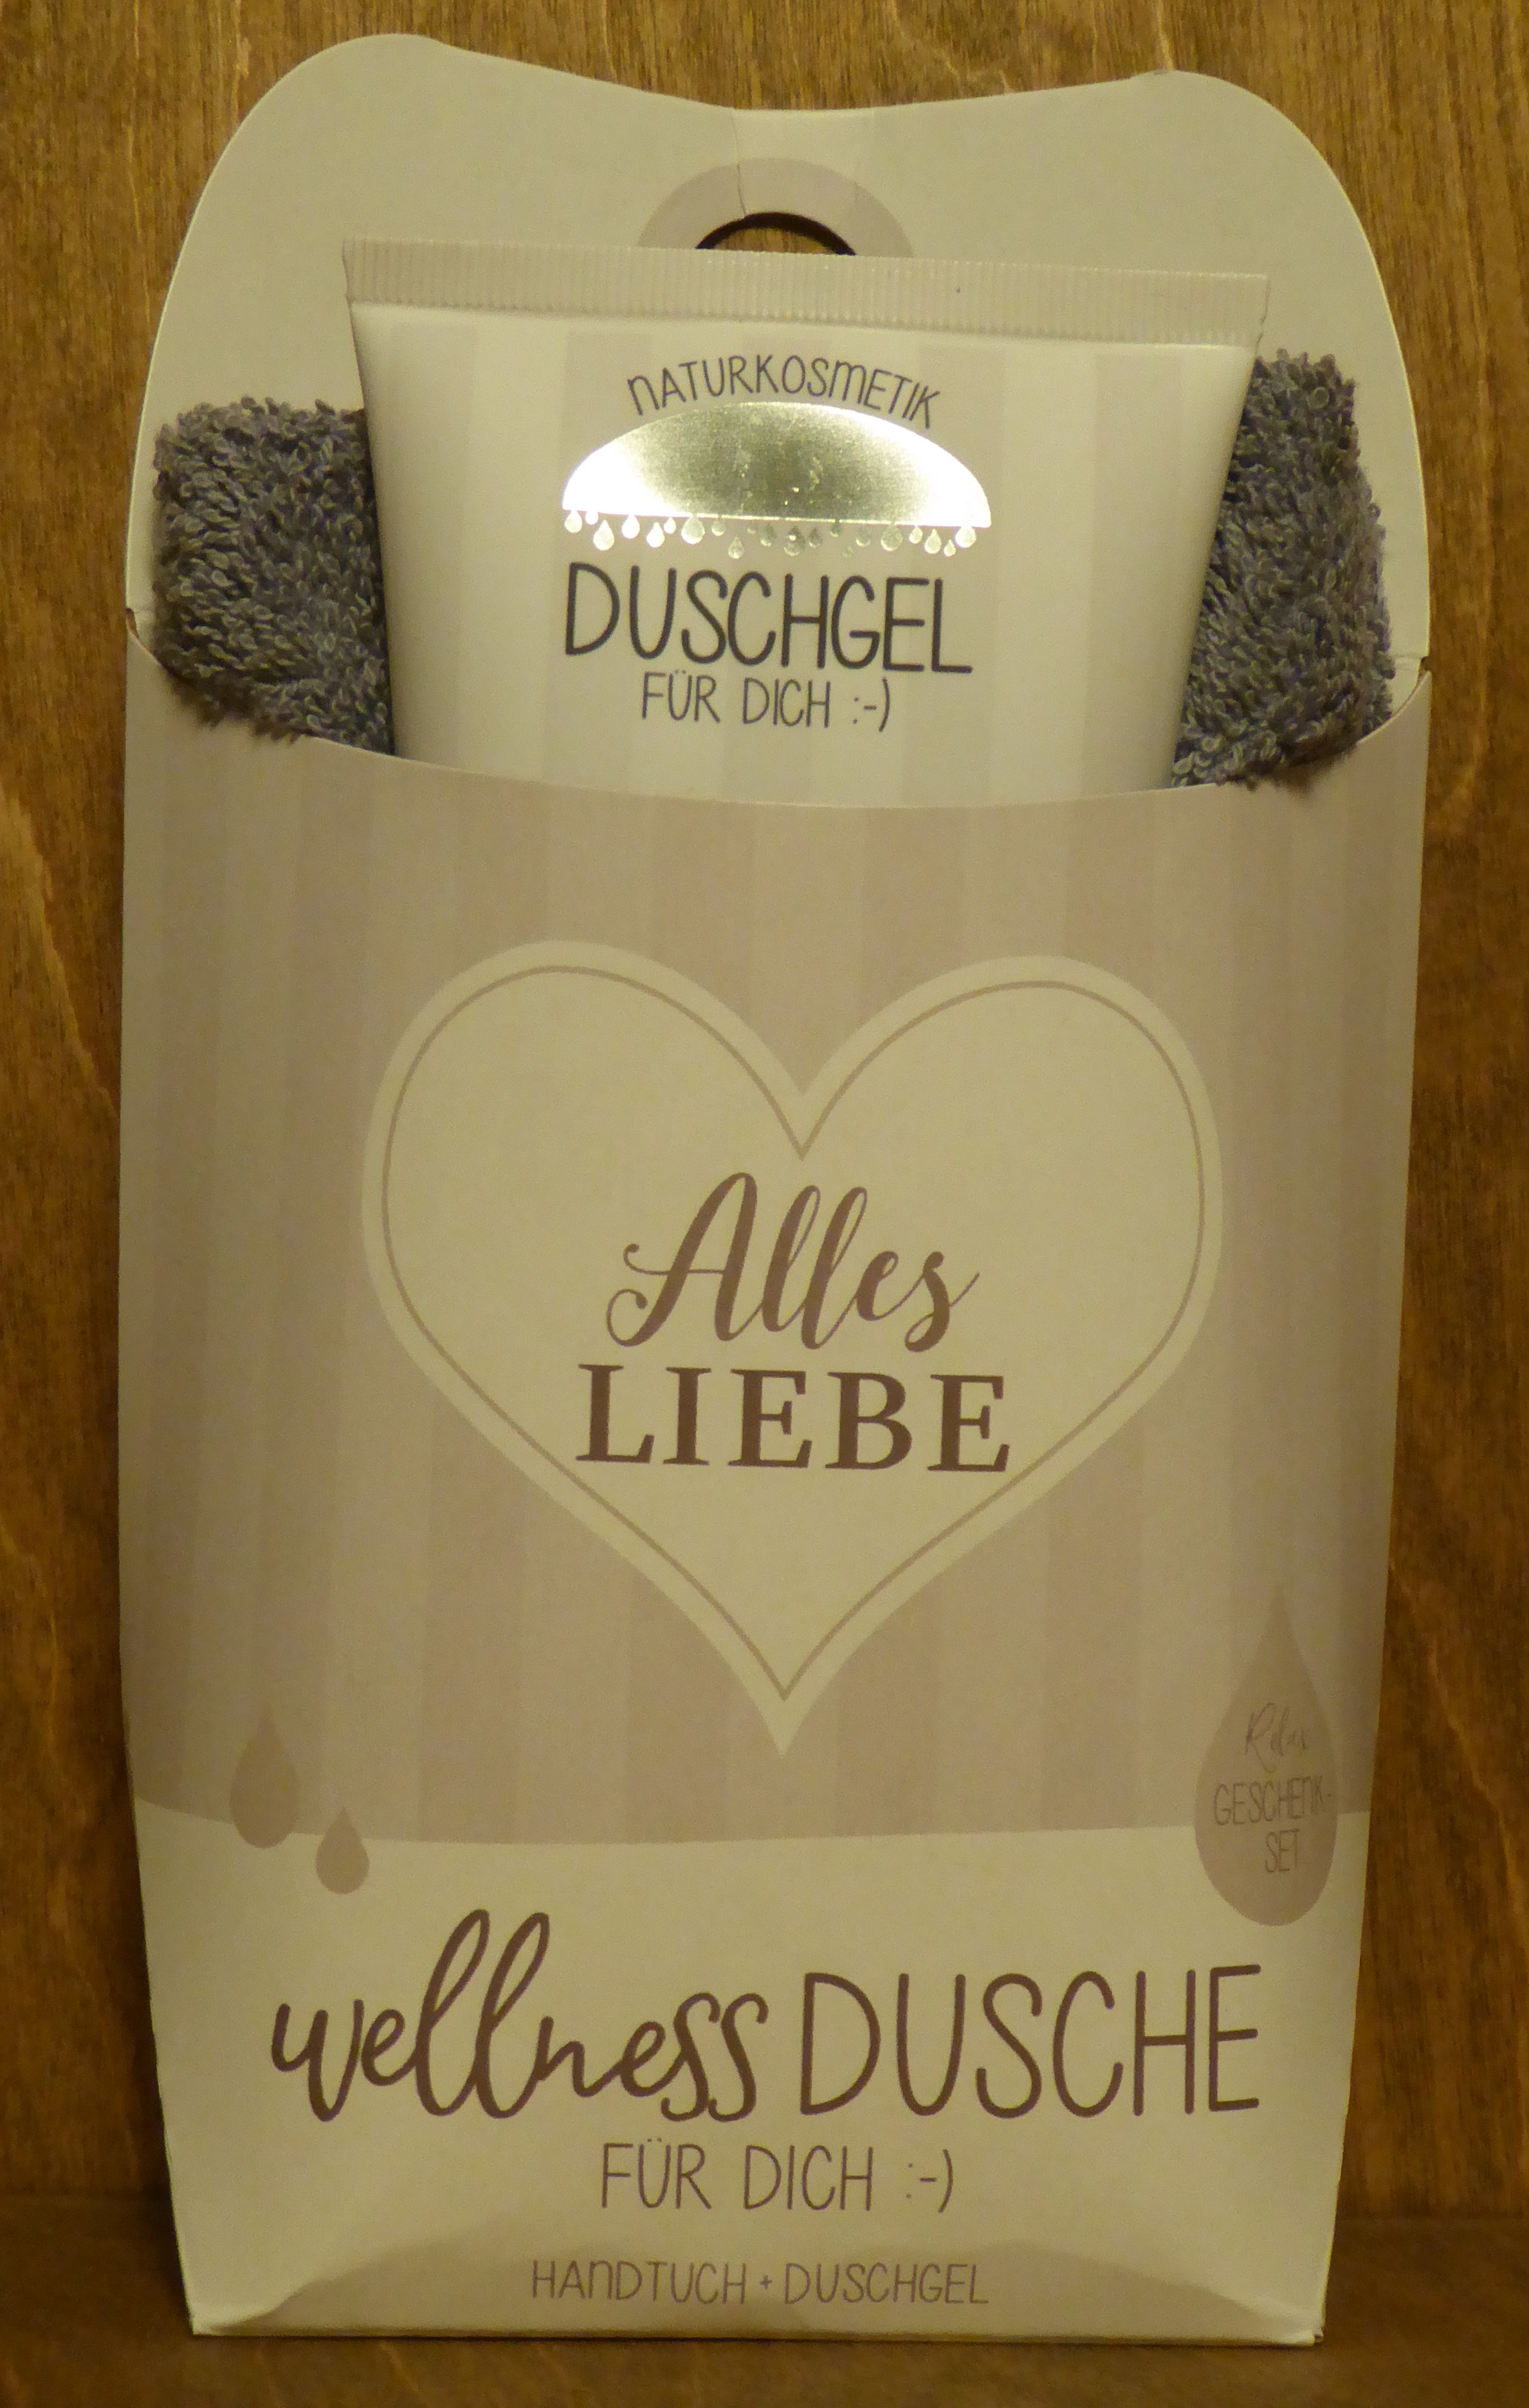 NATURKOSMETIK
DUSCHGEL
FÜR DICH :-)
Alles
LIEBE
Relax
GESCHENK-
SET
wellness DUSCHE
FÜR DICH :-)
HANDTUCH + DUSCHGEL